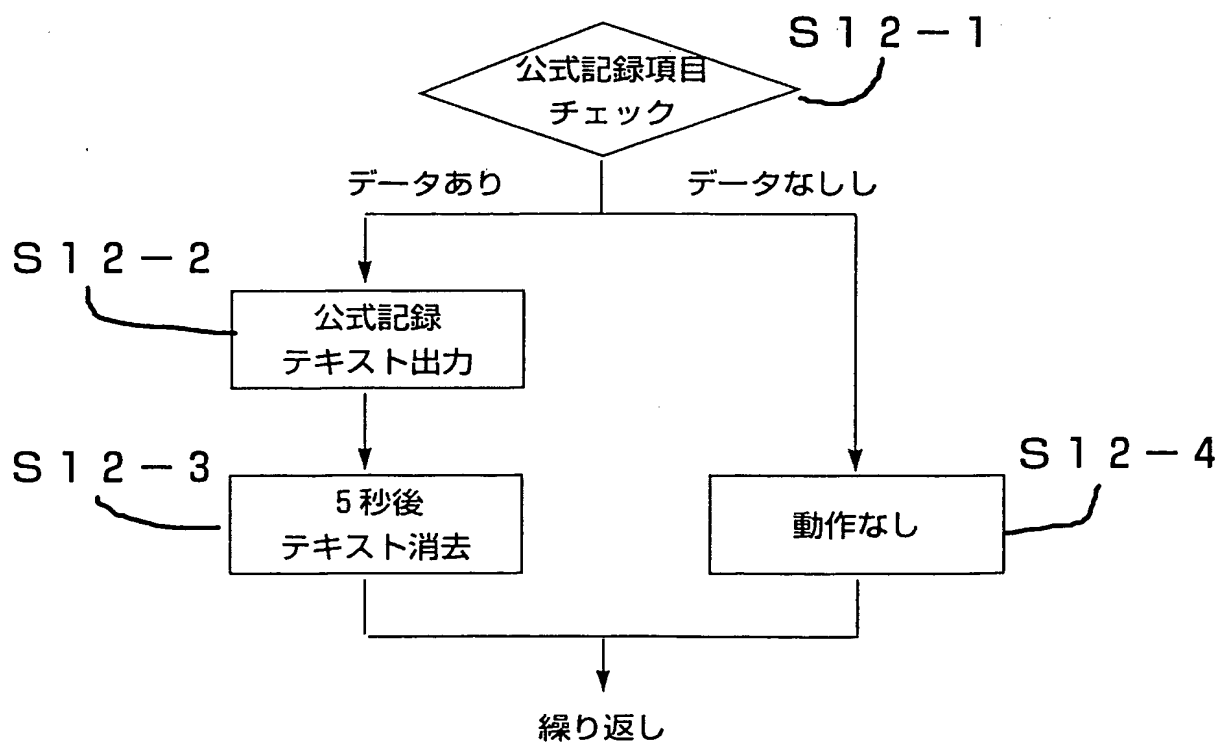 S12-1
公式記録項目
チェック
データあり
データなしし
S12-2
公式記録
テキスト出力
S12-3
5秒後
テキスト消去
S12-4
動作なし
繰り返し